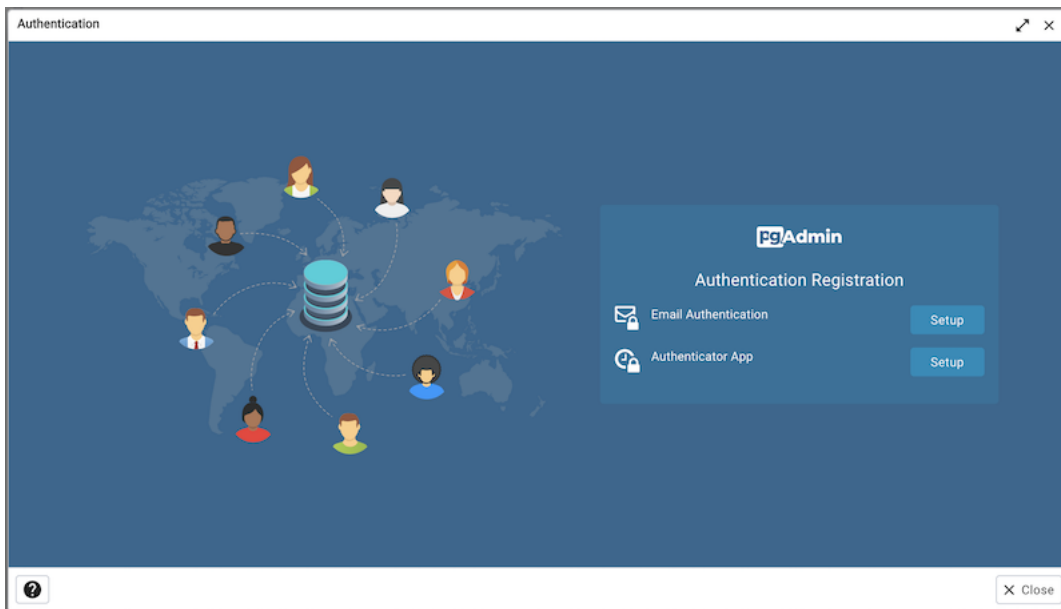 Authentication
pgAdmin
Authentication Registration
Email Authentication
Setup
Authenticator App
Setup
? 
Close